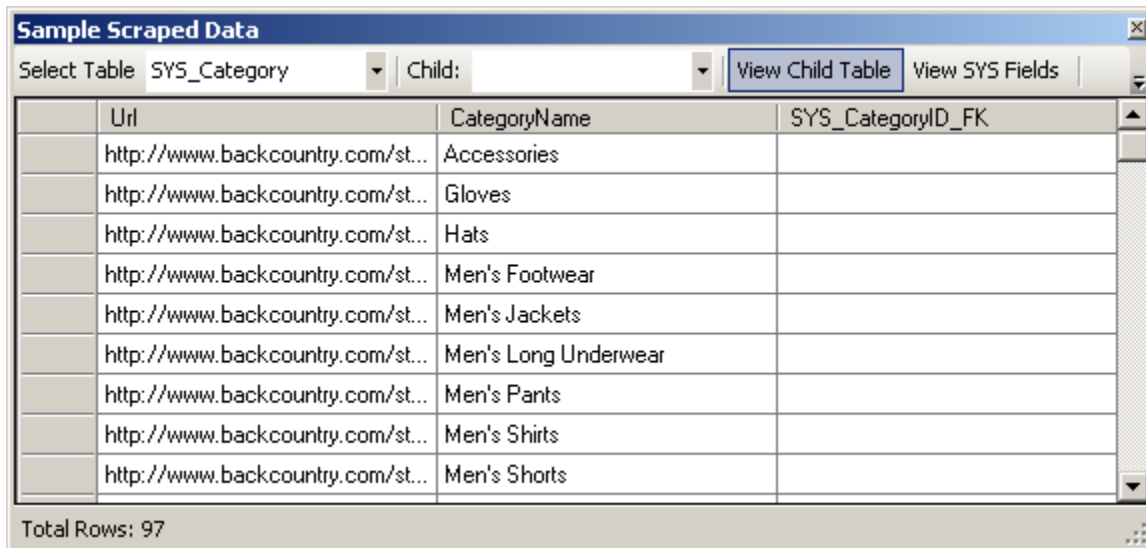 Sample Scraped Data
Select Table SYS_Category Child: View Child Table View SYS Fields
Url CategoryName SYS_CategoryID_FK
http://www.backcountry.com/st... Accessories
http://www.backcountry.com/st... Gloves
http://www.backcountry.com/st... Hats
http://www.backcountry.com/st... Men's Footwear
http://www.backcountry.com/st... Men's Jackets
http://www.backcountry.com/st... Men's Long Underwear
http://www.backcountry.com/st... Men's Pants
http://www.backcountry.com/st... Men's Shirts
http://www.backcountry.com/st... Men's Shorts
Total Rows: 97